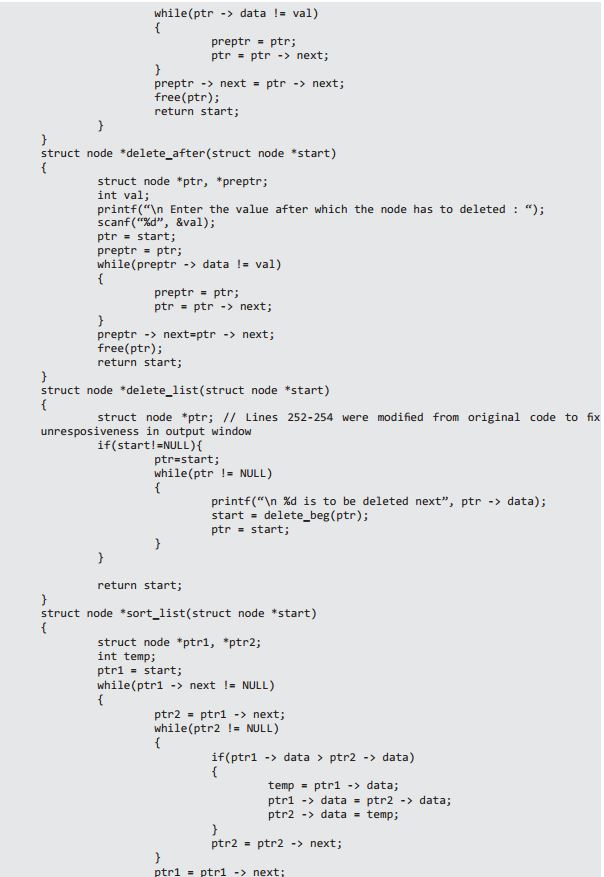 while(ptr -> data != val)
{
preptr = ptr;
ptr = ptr -> next;
}
preptr -> next = ptr -> next;
free(ptr);
return start;
}
}
struct node *delete_after(struct node *start)
{
struct node *ptr, *preptr;
int val;
printf(“\n Enter the value after which the node has to deleted : “);
scanf(“%d”, &val);
ptr = start;
preptr = ptr;
while(preptr -> data != val)
{
preptr = ptr;
ptr = ptr -> next;
}
preptr -> next=ptr -> next;
free(ptr);
return start;
}
struct node *delete_list(struct node *start)
{
struct node *ptr; // Lines 252-254 were modified from original code to fix
unresposiveness in output window
if(start!=NULL){
ptr=start;
while(ptr != NULL)
{
printf(“\n %d is to be deleted next”, ptr -> data);
start = delete_beg(ptr);
ptr = start;
}
}
return start;
}
struct node *sort_list(struct node *start)
{
struct node *ptr1, *ptr2;
int temp;
ptr1 = start;
while(ptr1 -> next != NULL)
{
ptr2 = ptr1 -> next;
while(ptr2 != NULL)
{
if(ptr1 -> data > ptr2 -> data)
{
temp = ptr1 -> data;
ptr1 -> data = ptr2 -> data;
ptr2 -> data = temp;
}
ptr2 = ptr2 -> next;
}
ptr1 = ptr1 -> next;